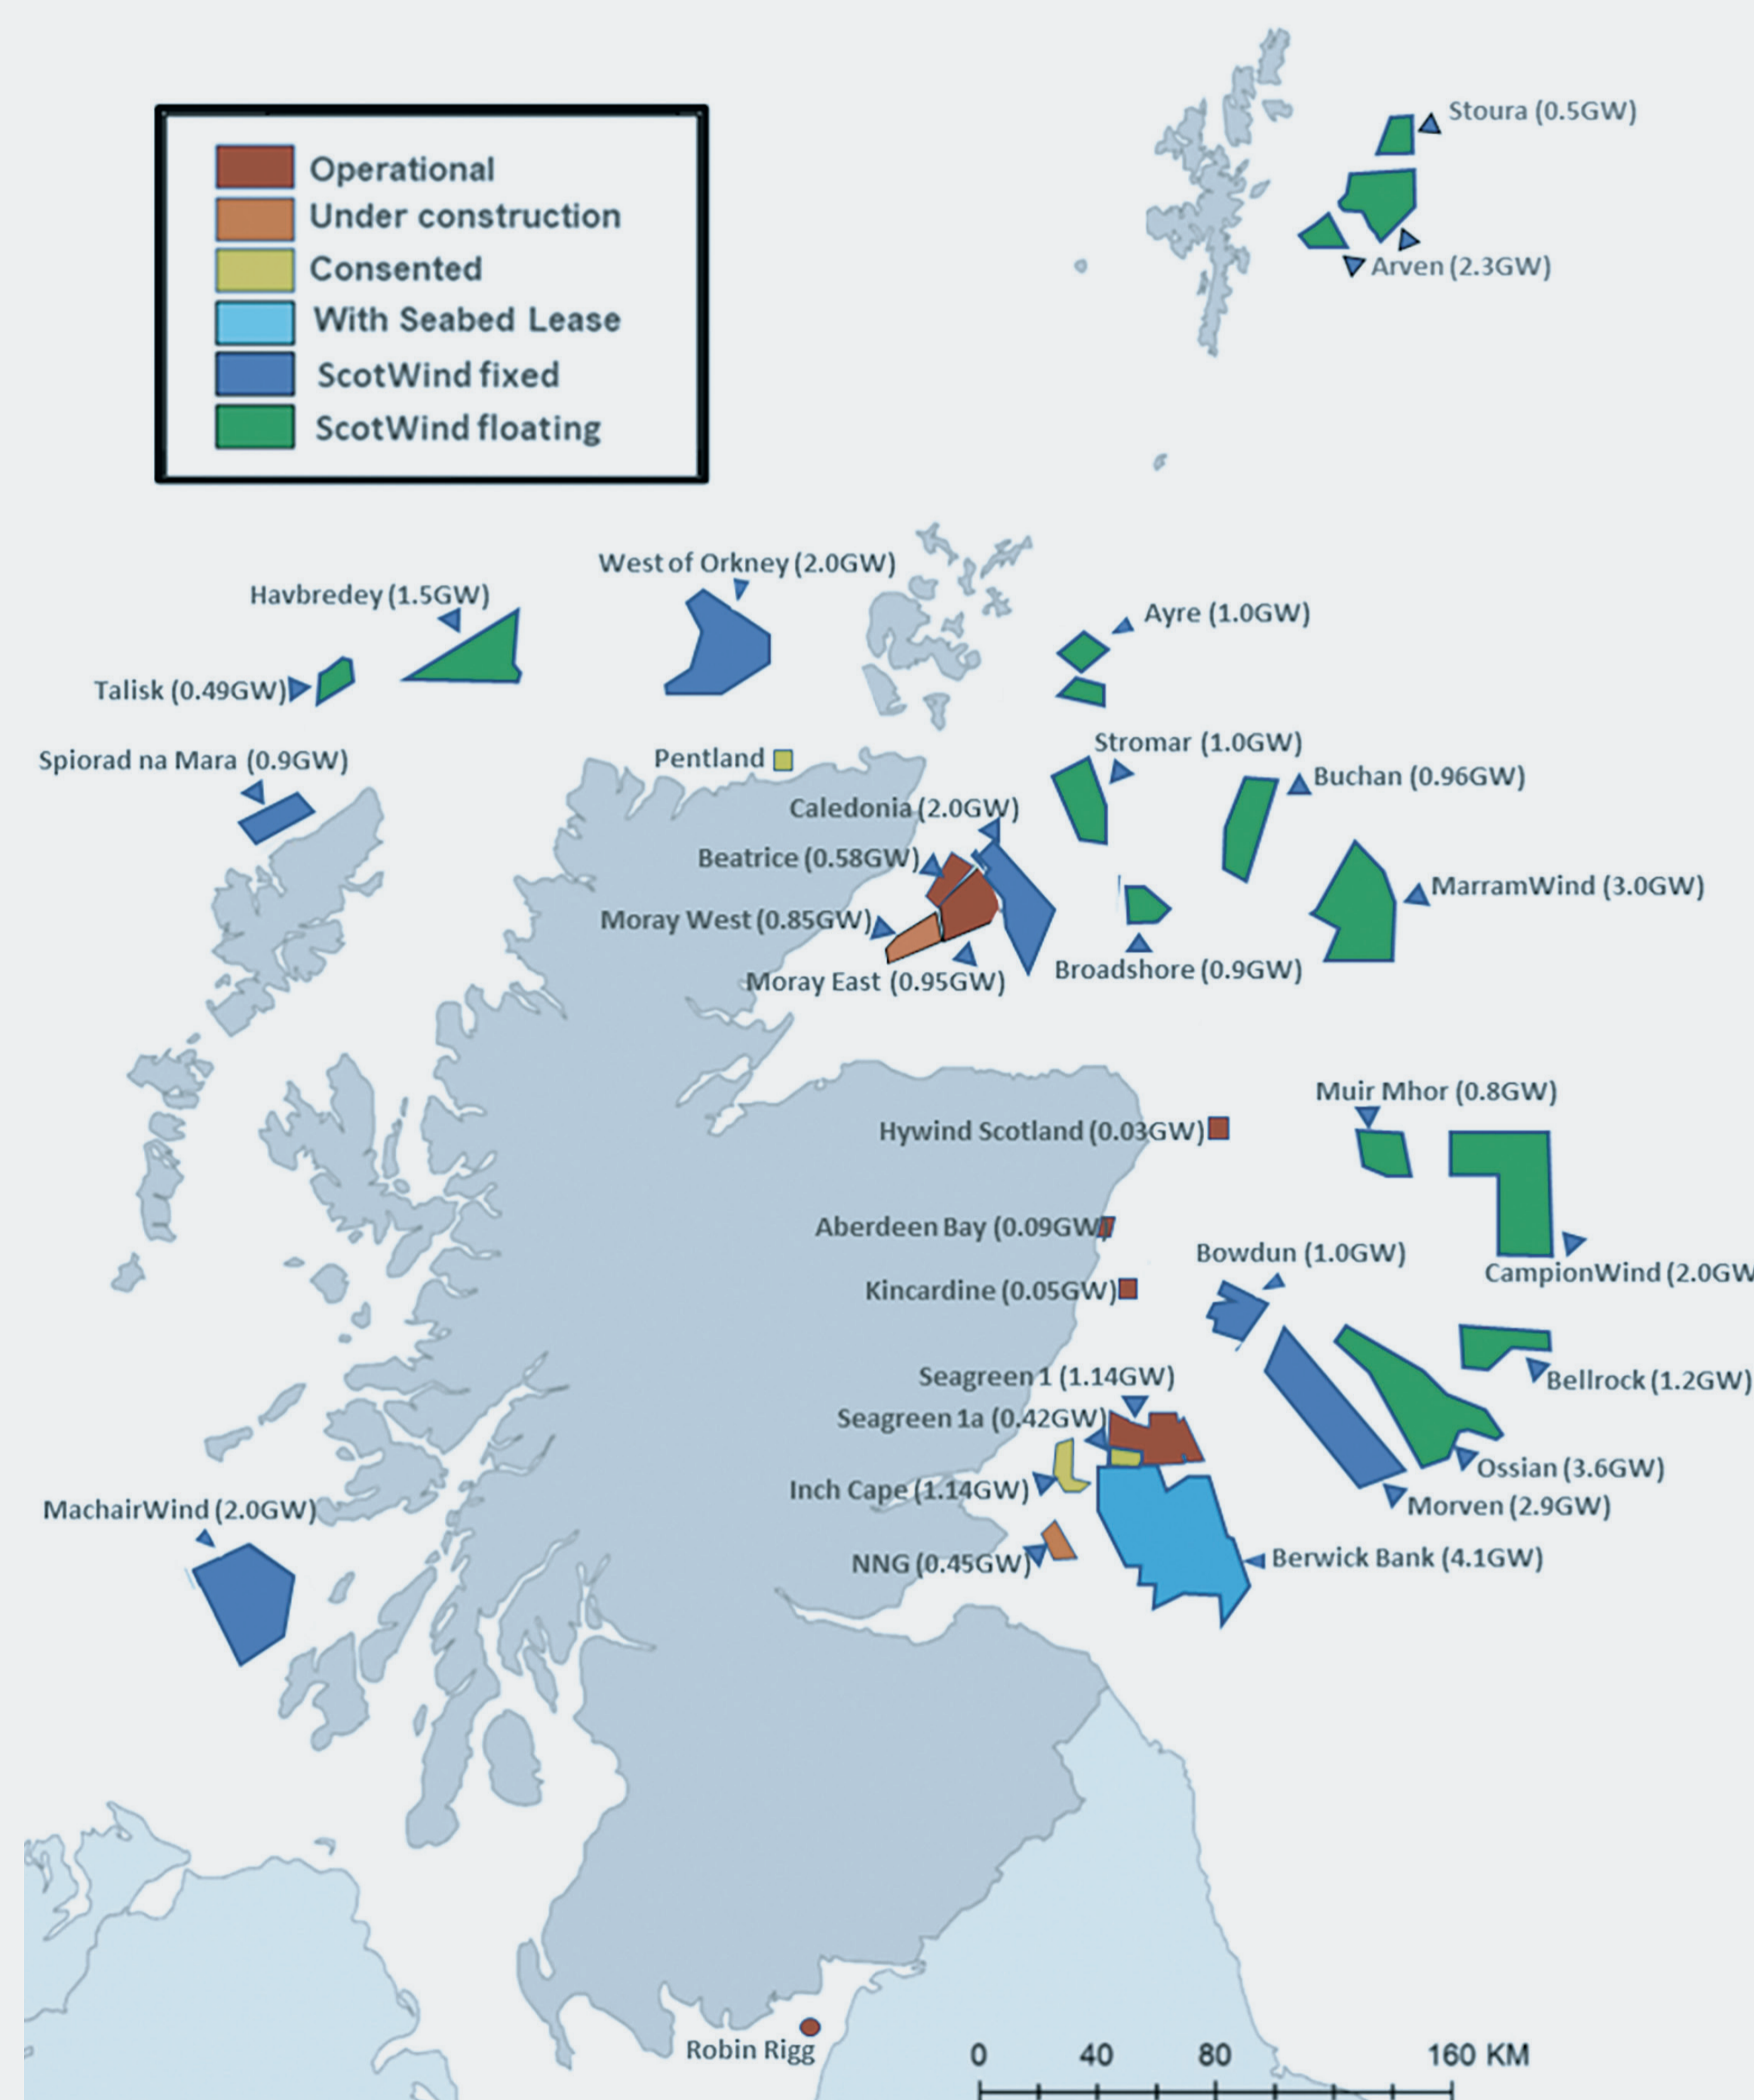 Operational
Under construction
Consented
With Seabed Lease
ScotWind fixed
ScotWind floating
Stoura (0.5GW)
Arven (2.3GW)
West of Orkney (2.0GW)
Havbredey (1.5GW)
Ayre (1.0GW)
Talisk (0.49GW)
Stromar (1.0GW)
Spiorad na Mara (0.9GW)
Pentland
Buchan (0.96GW)
Caledonia (2.0GW)
Beatrice (0.58GW)
MarramWind (3.0GW)
Moray West (0.85GW)
Broadshore (0.9GW)
Moray East (0.95GW)
Muir Mhor (0.8GW)
Hywind Scotland (0.03GW)
Aberdeen Bay (0.09GW)
Bowdun (1.0GW)
CampionWind (2.0GW
Kincardine (0.05GW)
Seagreen 1 (1.14GW)
Bellrock (1.2GW)
Seagreen 1a (0.42GW)
Ossian (3.6GW)
Inch Cape (1.14GW)
Morven (2.9GW)
MachairWind (2.0GW)
Berwick Bank (4.1GW)
NNG (0.45GW)
Robin Rigg
0 40 80 160 KM